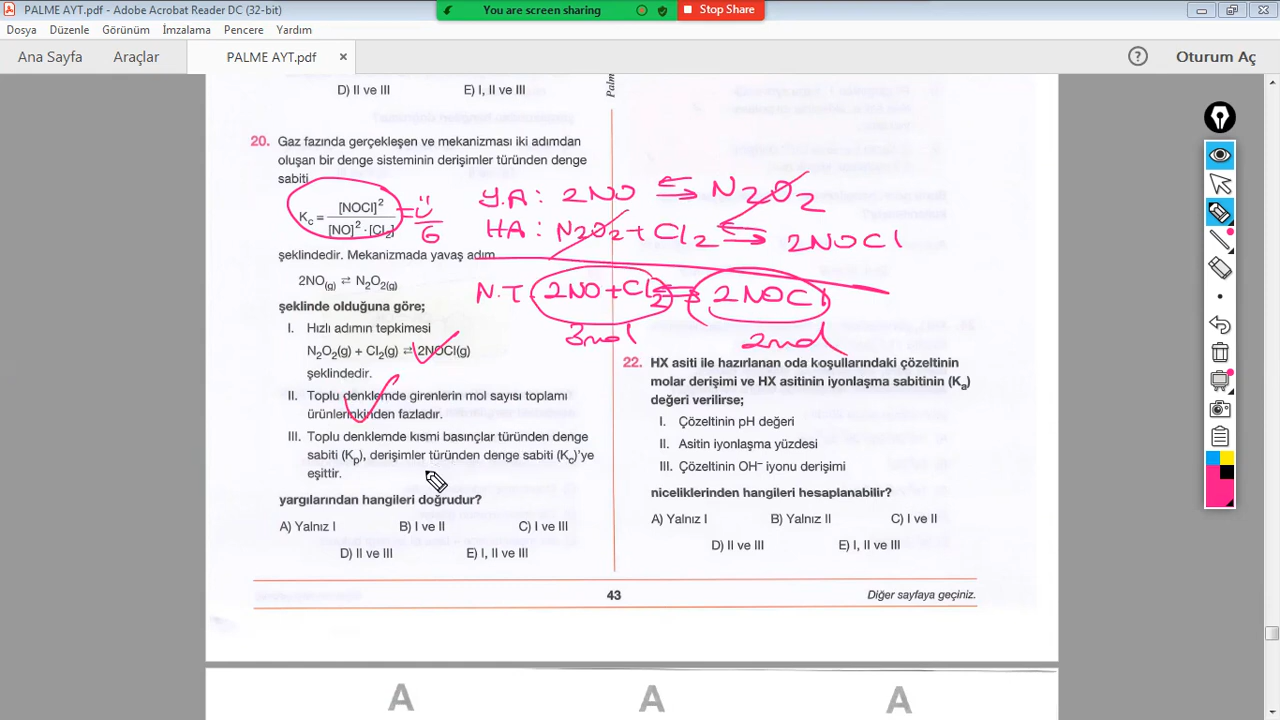 PALME AYT.pdf - Adobe Acrobat Reader DC (32-bit)
You are screen sharing
Stop Share
Dosya Düzenle Görünüm İmzalama Pencere Yardım
Ana Sayfa Araçlar PALME AYT.pdf × Oturum Aç
D) II ve III E) I, II ve III
Palm
20. Gaz fazında gerçekleşen ve mekanizması iki adımdan
oluşan bir denge sisteminin derişimler türünden denge
sabiti
Kc = [NOCl]² / [NO]² · [Cl₂] = Ü/G
şeklindedir. Mekanizmada yavaş adım
2NO(g) ⇄ N₂O₂(g)
şeklinde olduğuna göre;
I. Hızlı adımın tepkimesi
N₂O₂(g) + Cl₂(g) ⇄ 2NOCl(g)
şeklindedir.
II. Toplu denklemde girenlerin mol sayısı toplamı
ürünlerinkinden fazladır.
III. Toplu denklemde kısmi basınçlar türünden denge
sabiti (Kp), derişimler türünden denge sabiti (Kc)'ye
eşittir.
yargılarından hangileri doğrudur?
A) Yalnız I B) I ve II C) I ve III
D) II ve III E) I, II ve III
Y.A : 2NO ⇄ N₂O₂
HA : N₂O₂ + Cl₂ ⇄ 2NOCl
N.T. 2NO + Cl₂ ⇄ 2NOCl
3mol 2mol
22. HX asiti ile hazırlanan oda koşullarındaki çözeltinin
molar derişimi ve HX asitinin iyonlaşma sabitinin (Ka)
değeri verilirse;
I. Çözeltinin pH değeri
II. Asitin iyonlaşma yüzdesi
III. Çözeltinin OH⁻ iyonu derişimi
niceliklerinden hangileri hesaplanabilir?
A) Yalnız I B) Yalnız II C) I ve II
D) II ve III E) I, II ve III
43
Diğer sayfaya geçiniz.
A A A